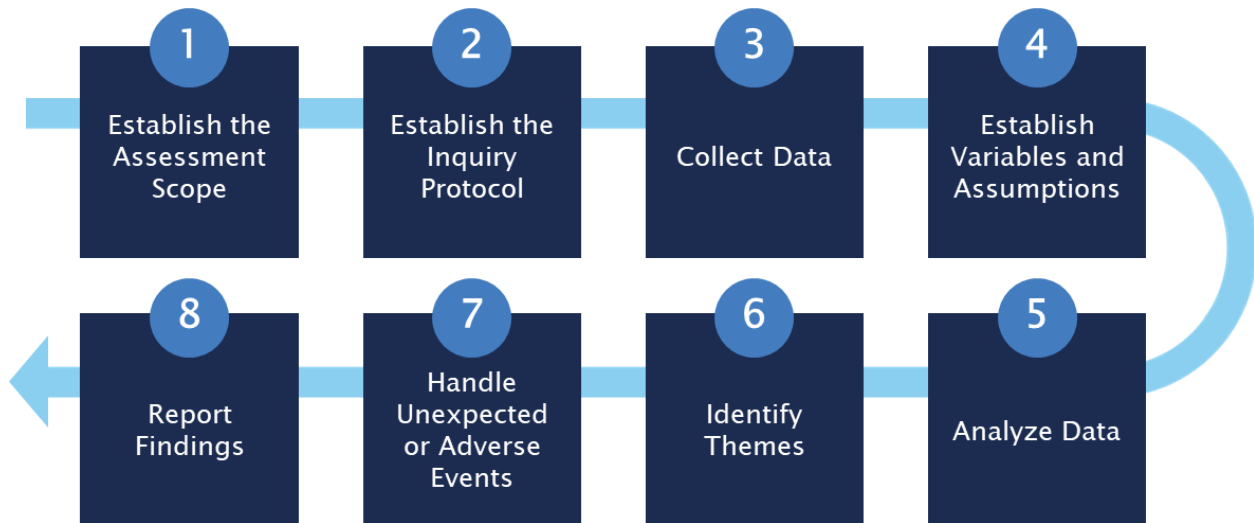 1
Establish the
Assessment
Scope
2
Establish the
Inquiry
Protocol
3
Collect Data
4
Establish
Variables and
Assumptions
5
Analyze Data
6
Identify
Themes
7
Handle
Unexpected
or Adverse
Events
8
Report
Findings